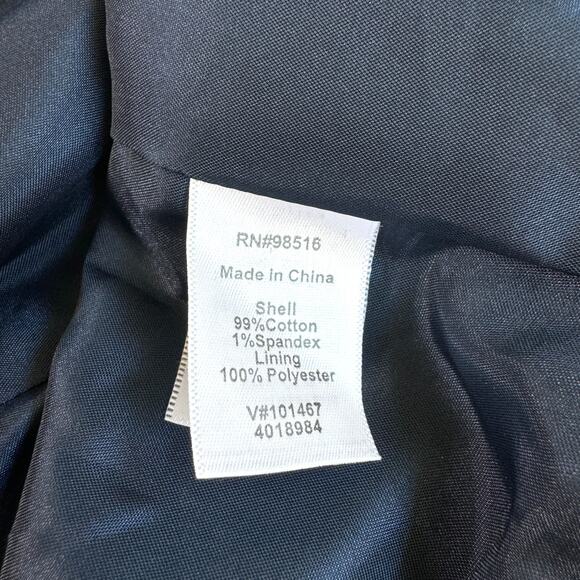 RN#98516
Made in China
Shell
99%Cotton
1%Spandex
Lining
100% Polyester
V#101467
4018984